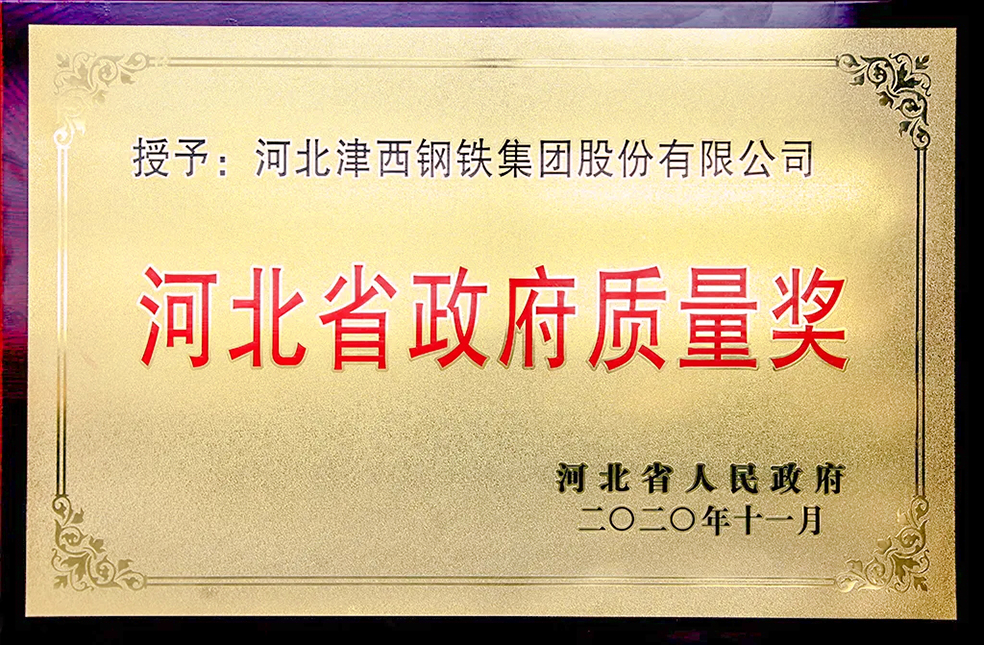 授予：河北津西钢铁集团股份有限公司
河北省政府质量奖
河北省人民政府
二〇二〇年十一月